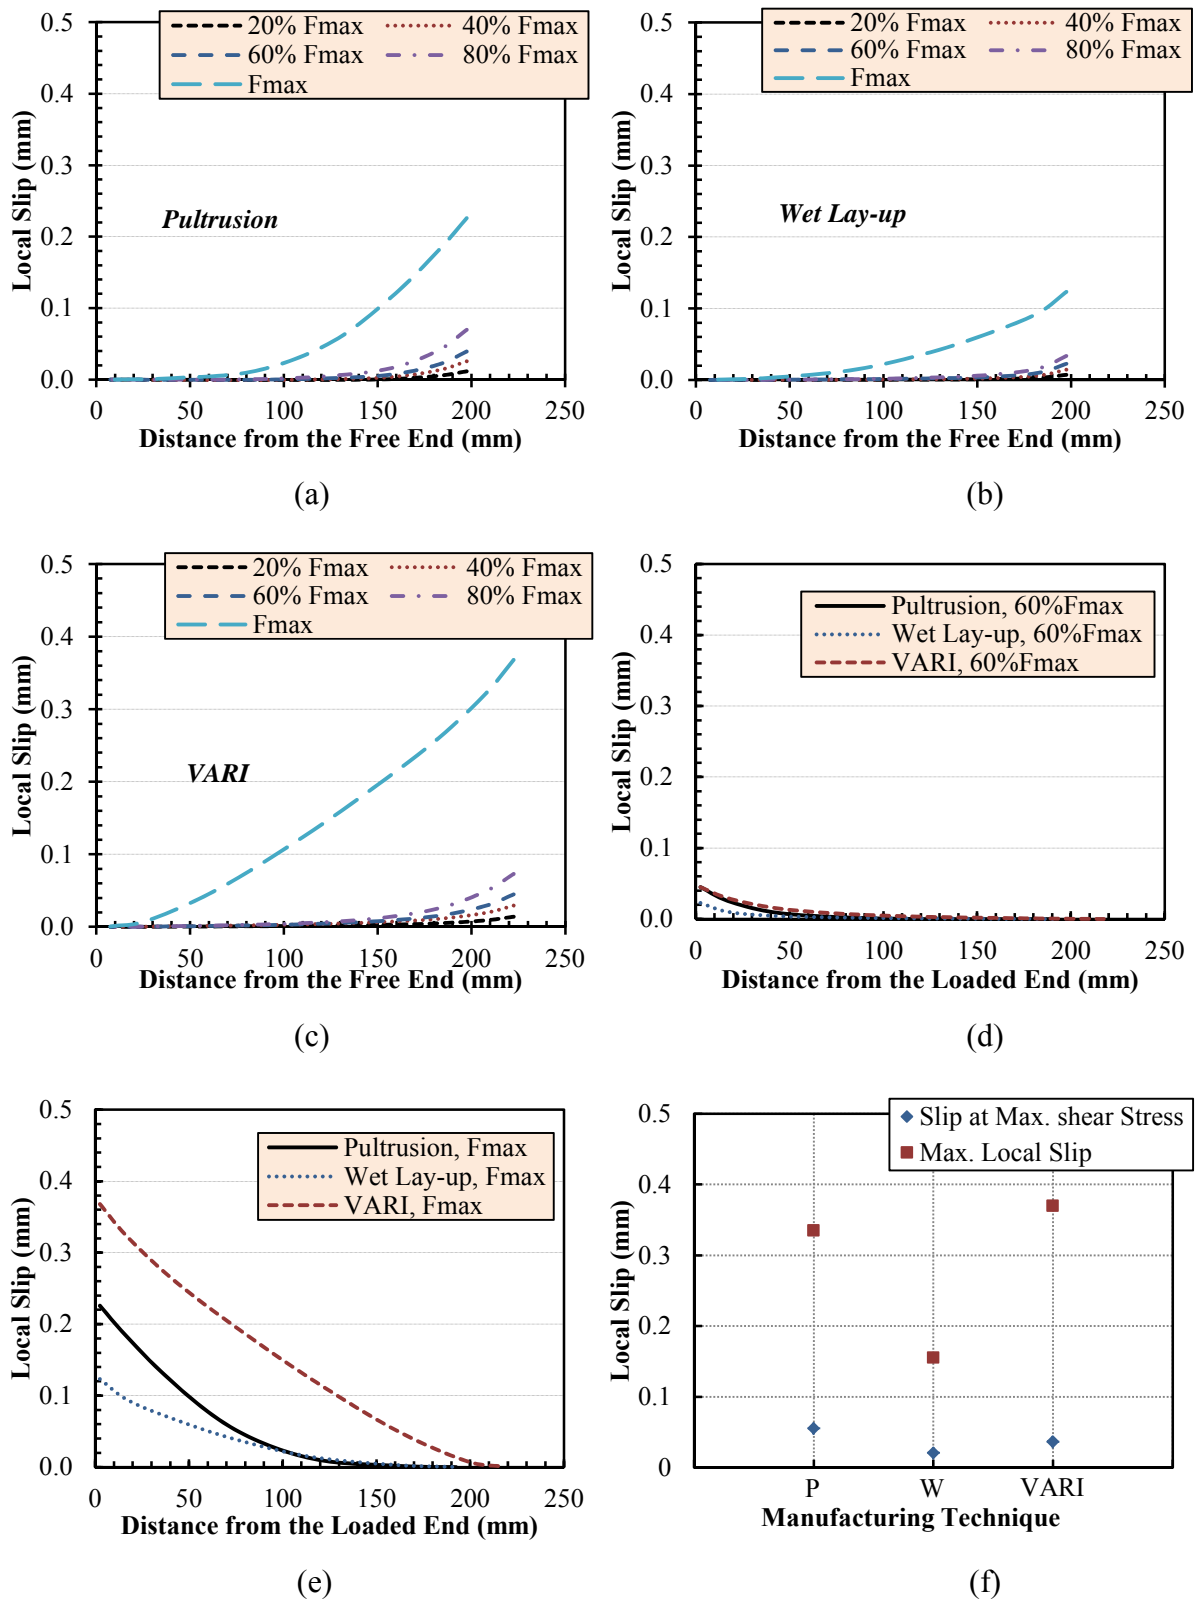 20% Fmax 40% Fmax
60% Fmax 80% Fmax
Fmax
0.5
0.4
0.3
0.2
0.1
0.0
Local Slip (mm)
Pultrusion
0 50 100 150 200 250
Distance from the Free End (mm)
(a)
20% Fmax 40% Fmax
60% Fmax 80% Fmax
Fmax
0.5
0.4
0.3
0.2
0.1
0.0
Local Slip (mm)
Wet Lay-up
0 50 100 150 200 250
Distance from the Free End (mm)
(b)
20% Fmax 40% Fmax
60% Fmax 80% Fmax
Fmax
0.5
0.4
0.3
0.2
0.1
0.0
Local Slip (mm)
VARI
0 50 100 150 200 250
Distance from the Free End (mm)
(c)
0.5
0.4
0.3
0.2
0.1
0.0
Local Slip (mm)
Pultrusion, 60%Fmax
Wet Lay-up, 60%Fmax
VARI, 60%Fmax
0 50 100 150 200 250
Distance from the Loaded End (mm)
(d)
0.5
0.4
0.3
0.2
0.1
0.0
Local Slip (mm)
Pultrusion, Fmax
Wet Lay-up, Fmax
VARI, Fmax
0 50 100 150 200 250
Distance from the Loaded End (mm)
(e)
Slip at Max. shear Stress
Max. Local Slip
0.5
0.4
0.3
0.2
0.1
0
Local Slip (mm)
P W VARI
Manufacturing Technique
(f)